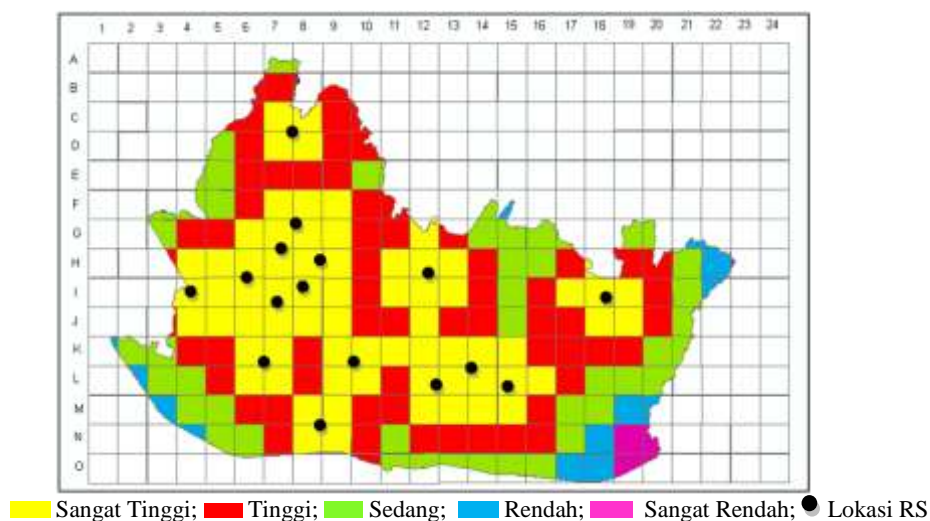 1 2 3 4 5 6 7 8 9 10 11 12 13 14 15 16 17 18 19 20 21 22 23 24
A
B
C
D
E
F
G
H
I
J
K
L
M
N
O
Sangat Tinggi; Tinggi; Sedang; Rendah; Sangat Rendah; Lokasi RS